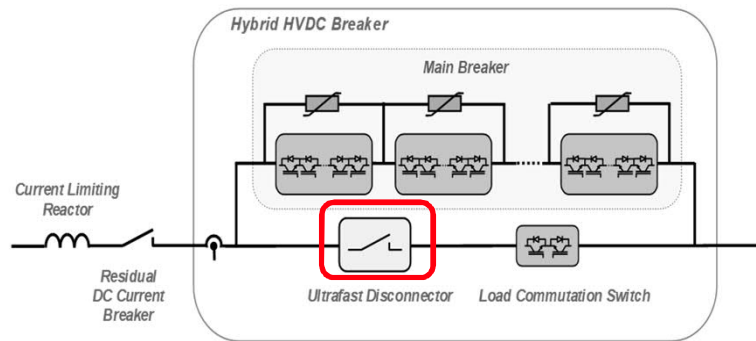 Hybrid HVDC Breaker
Main Breaker
Current Limiting
Reactor
Residual
DC Current
Breaker
Ultrafast Disconnector
Load Commutation Switch